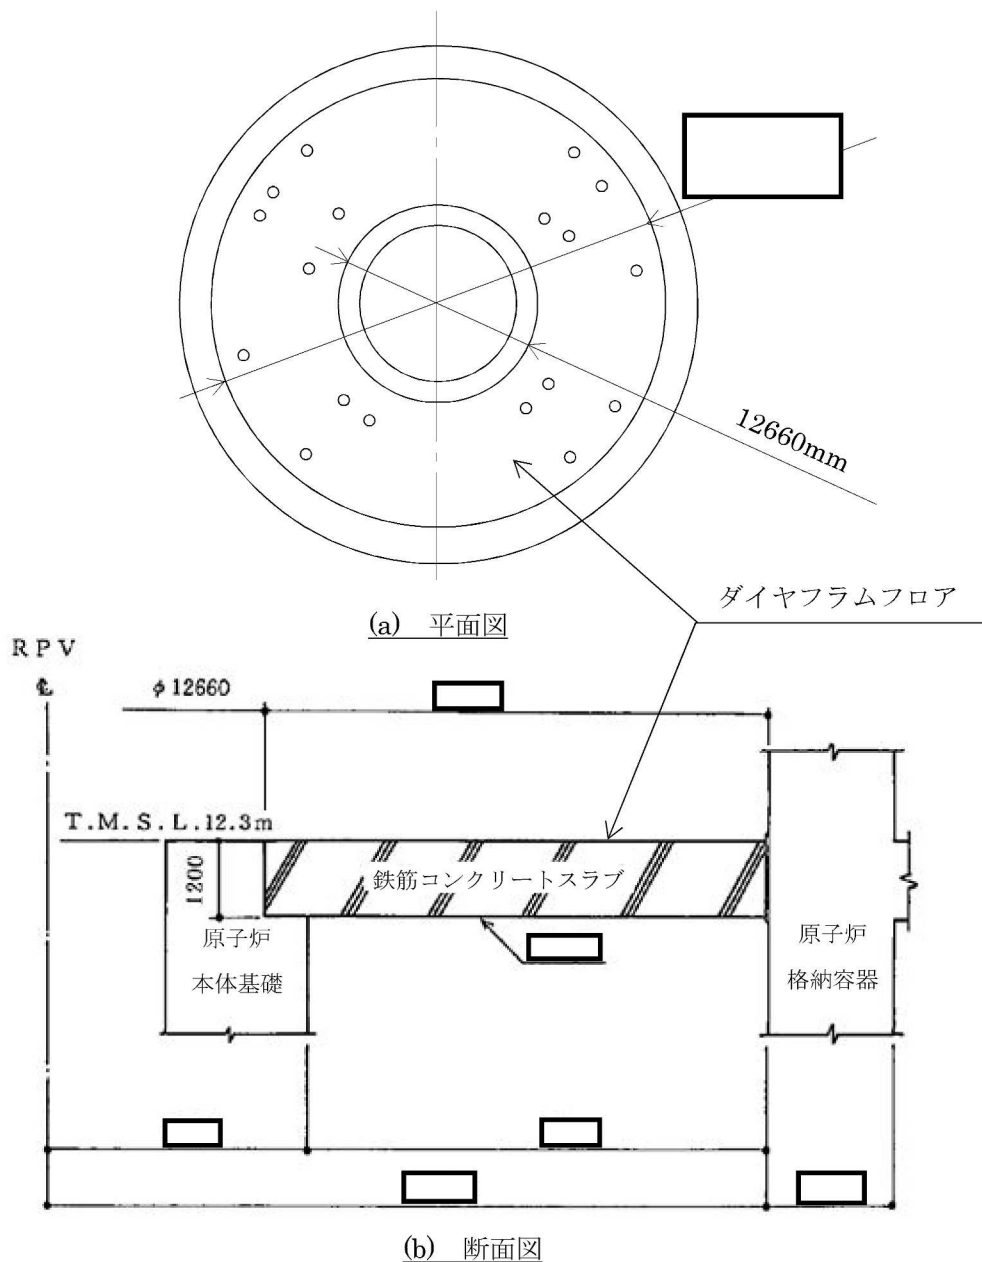 12660mm
ダイヤフラムフロア
(a) 平面図
RPV
℄
φ12660
T.M.S.L.12.3m
1200
鉄筋コンクリートスラブ
原子炉
本体基礎
原子炉
格納容器
(b) 断面図